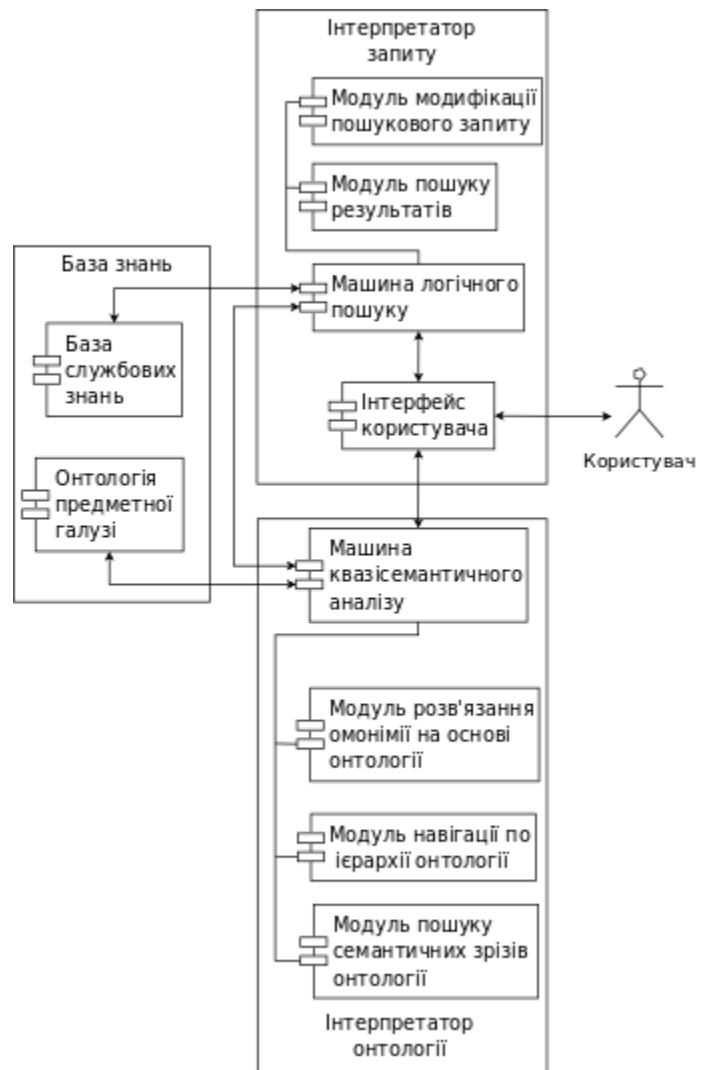 Інтерпретатор
запиту
Модуль модифікації
пошукового запиту
Модуль пошуку
результатів
Машина логічного
пошуку
Інтерфейс
користувача
База знань
База
службових
знань
Онтологія
предметної
галузі
Користувач
Машина
квазісемантичного
аналізу
Модуль розв'язання
омонімії на основі
онтології
Модуль навігації по
ієрархії онтології
Модуль пошуку
семантичних зрізів
онтології
Інтерпретатор
онтології